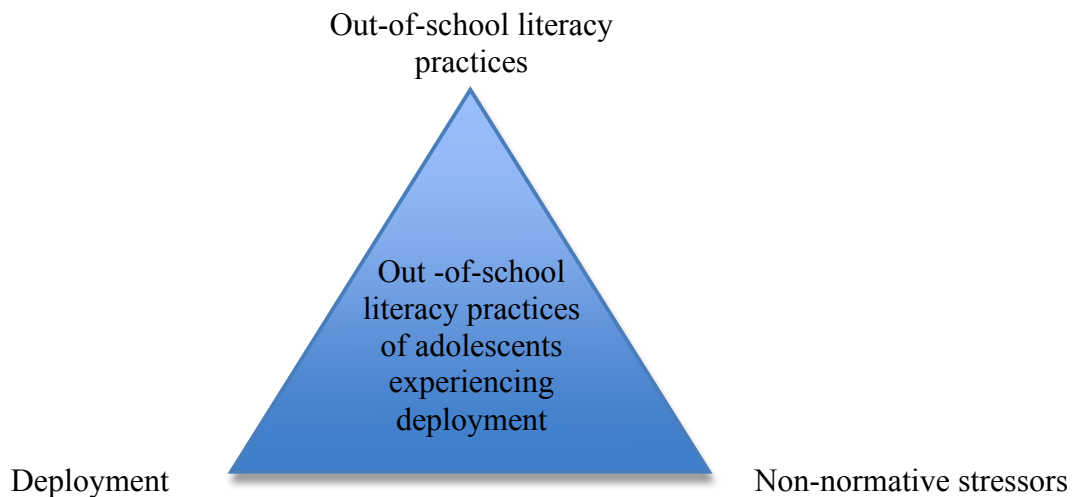 Out-of-school literacy
practices
Out -of-school
literacy practices
of adolescents
experiencing
deployment
Deployment
Non-normative stressors